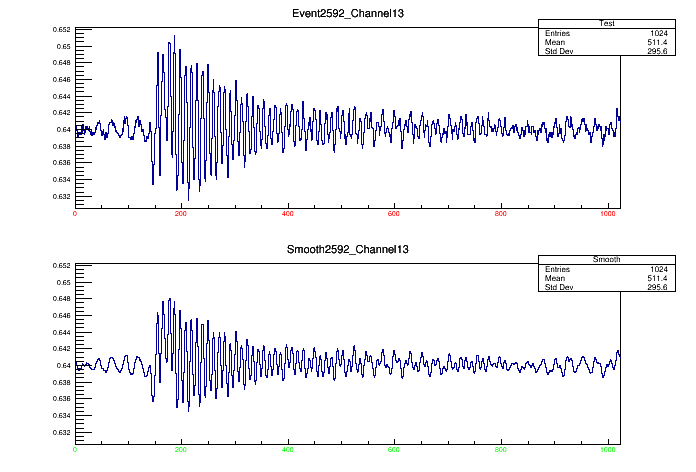 Event2592_Channel13
Test
Entries 1024
Mean 511.4
Std Dev 295.6
0.652
0.65
0.648
0.646
0.644
0.642
0.64
0.638
0.636
0.634
0.632
0 200 400 600 800 1000
Smooth2592_Channel13
Smooth
Entries 1024
Mean 511.4
Std Dev 295.6
0.652
0.65
0.648
0.646
0.644
0.642
0.64
0.638
0.636
0.634
0.632
0 200 400 600 800 1000